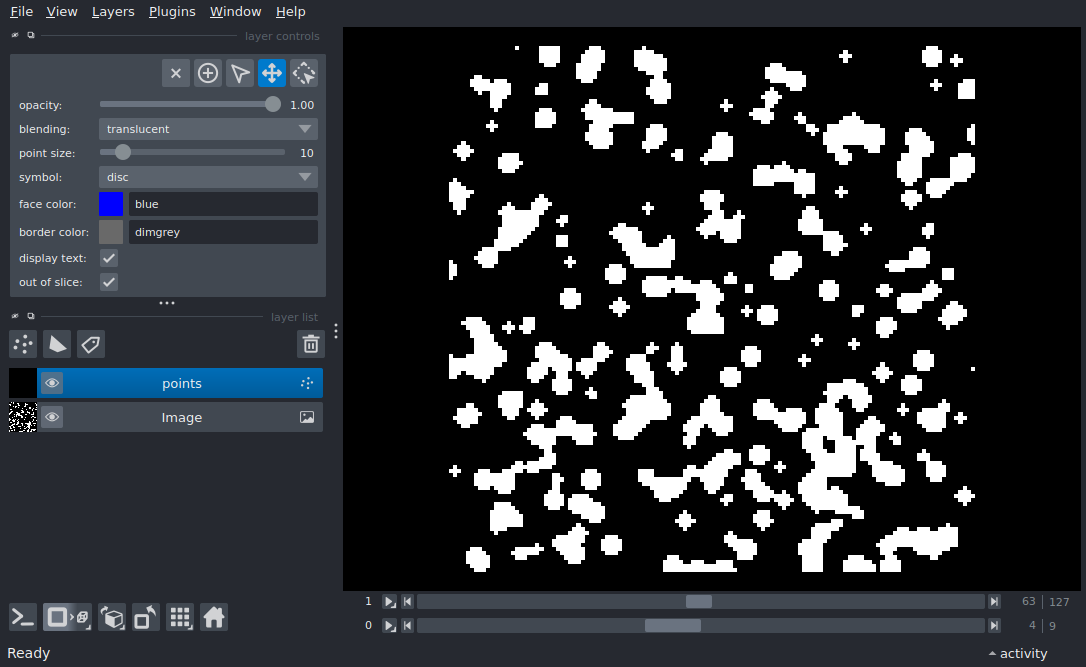 File View Layers Plugins Window Help
layer controls
opacity: 1.00
blending: translucent
point size: 10
symbol: disc
face color: blue
border color: dimgrey
display text:
out of slice:
layer list
points
Image
1 63 127
0 4 9
Ready activity